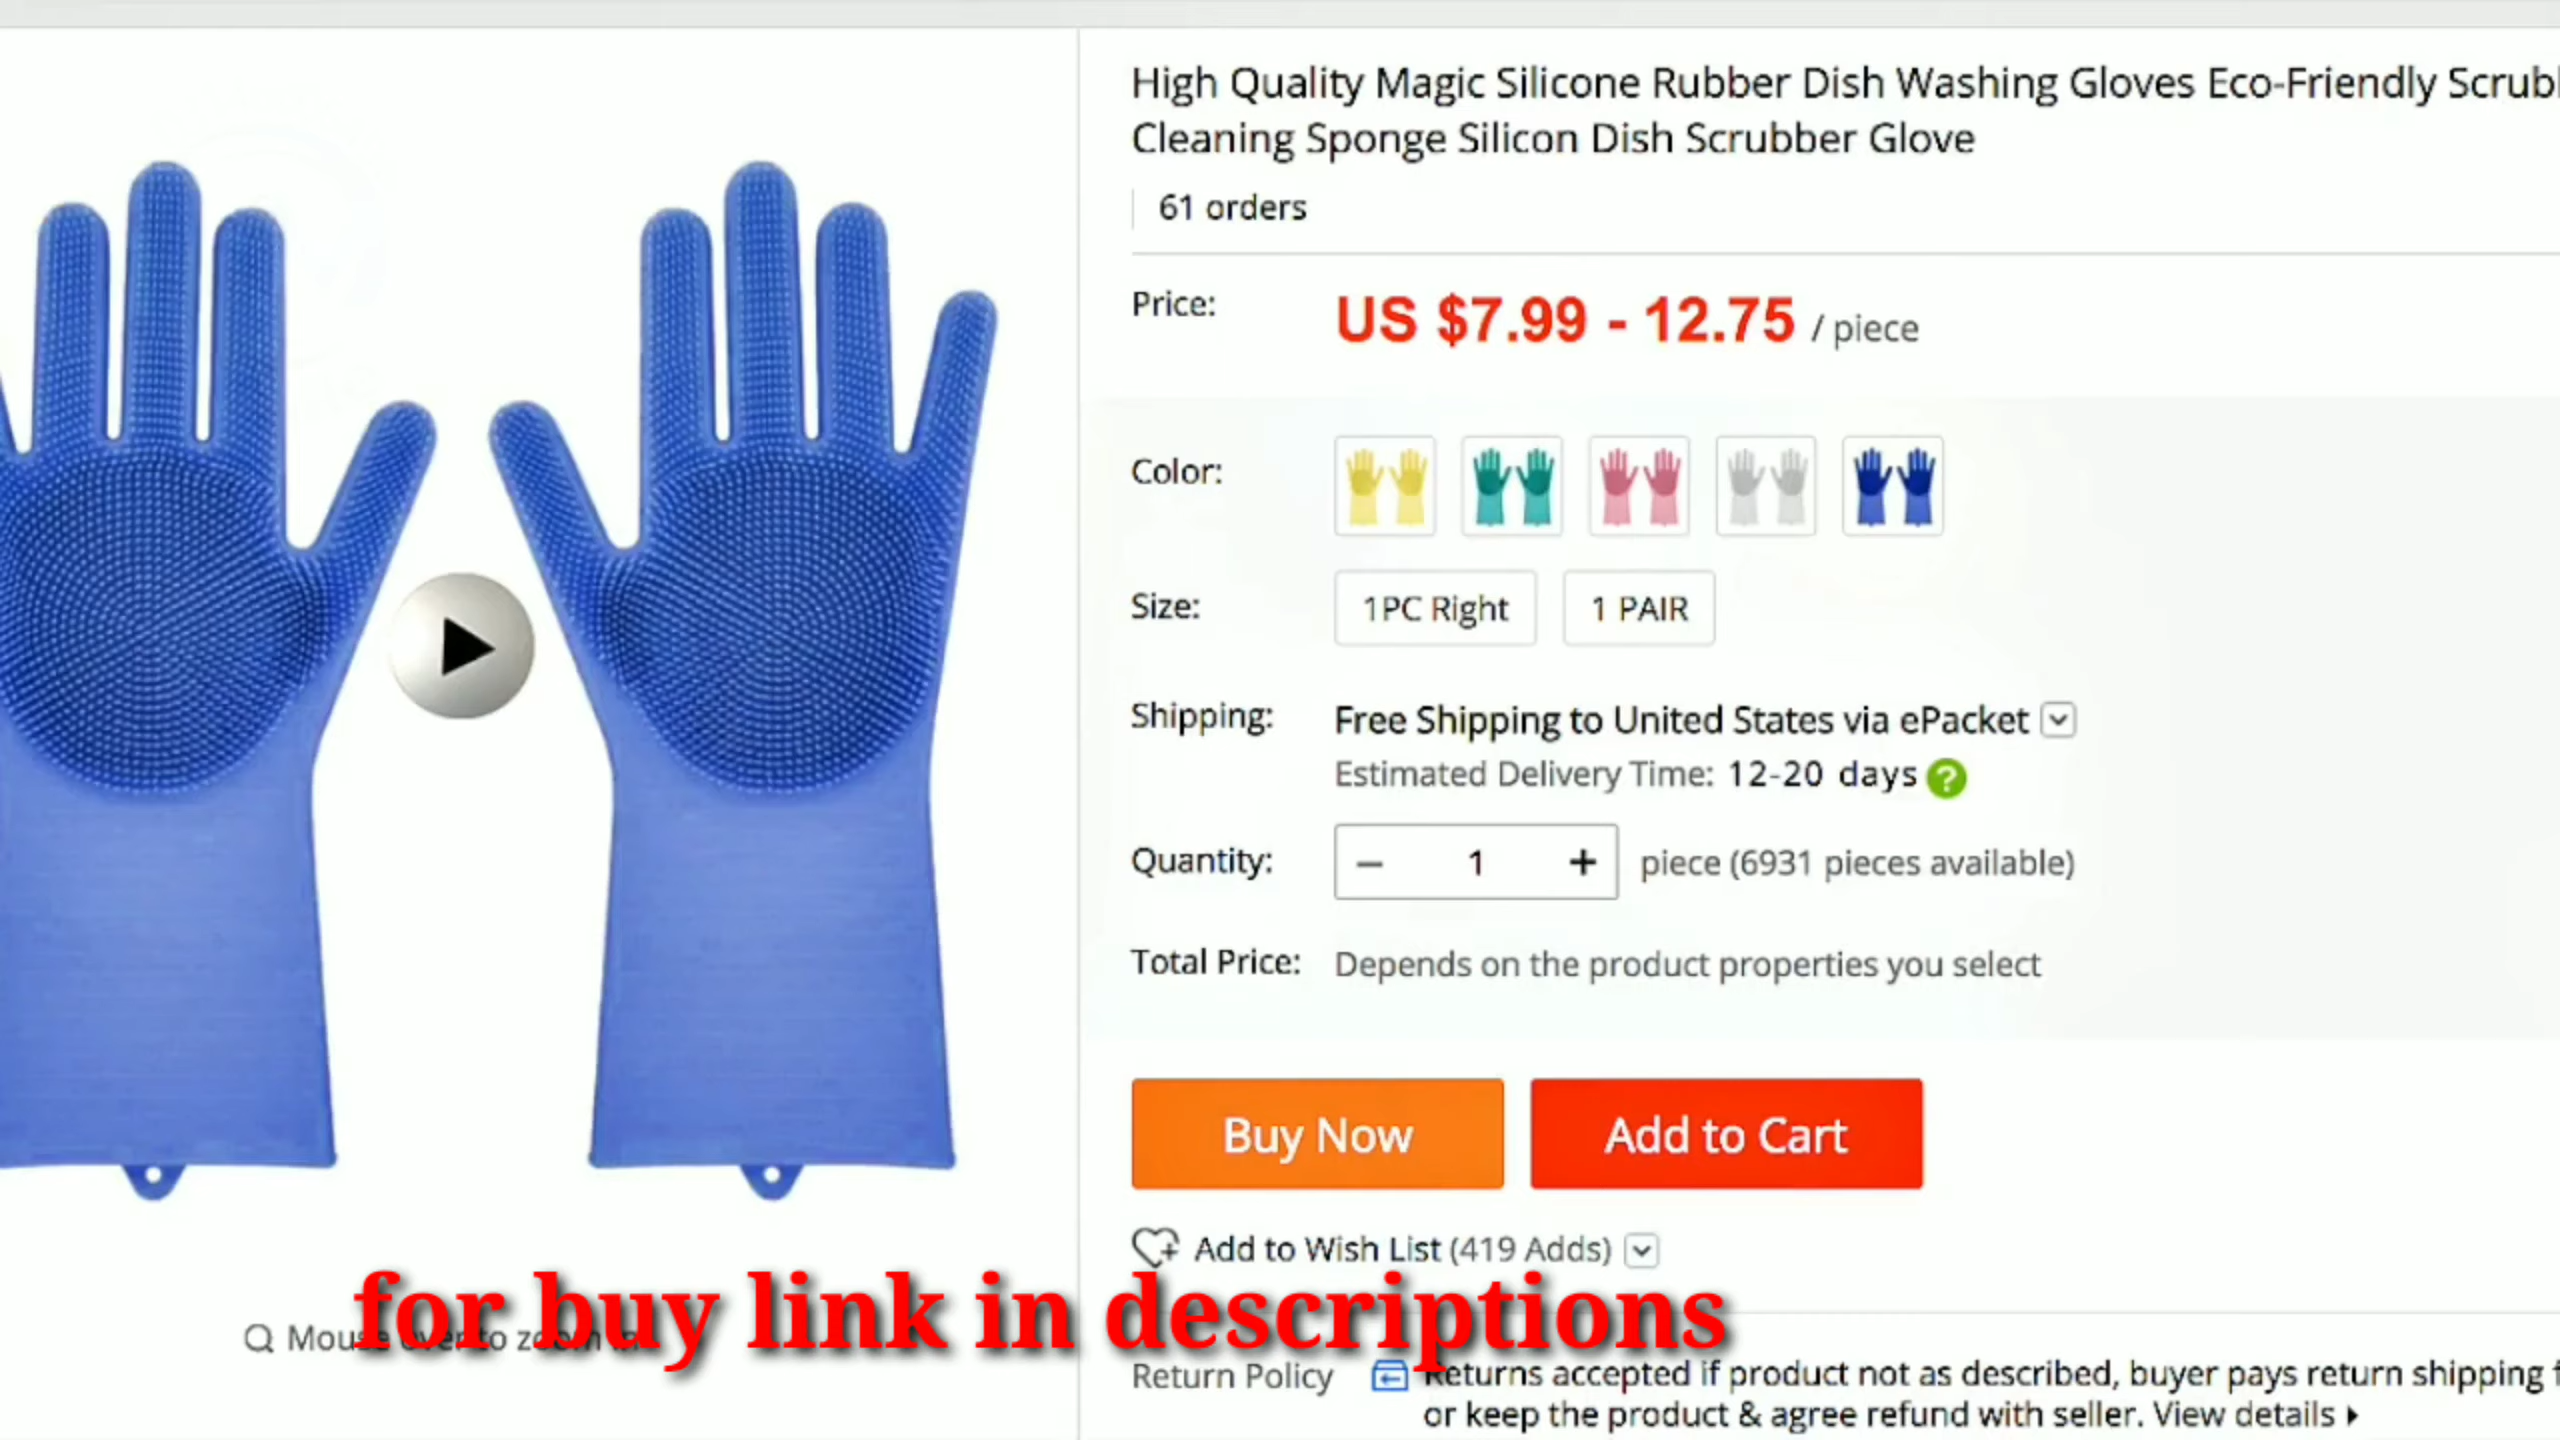 High Quality Magic Silicone Rubber Dish Washing Gloves Eco-Friendly
Cleaning Sponge Silicon Dish Scrubber Glove
61 orders
Price: US $7.99 - 12.75 / piece
Color:
Size: 1PC Right 1 PAIR
Shipping: Free Shipping to United States via ePacket
Estimated Delivery Time: 12-20 days ?
Quantity: − 1 + piece (6931 pieces available)
Total Price: Depends on the product properties you select
Buy Now Add to Cart
Add to Wish List (419 Adds)
for buy link in descriptions
Mouse over to zoom in
Return Policy Returns accepted if product not as described, buyer pays return shipping
or keep the product & agree refund with seller. View details